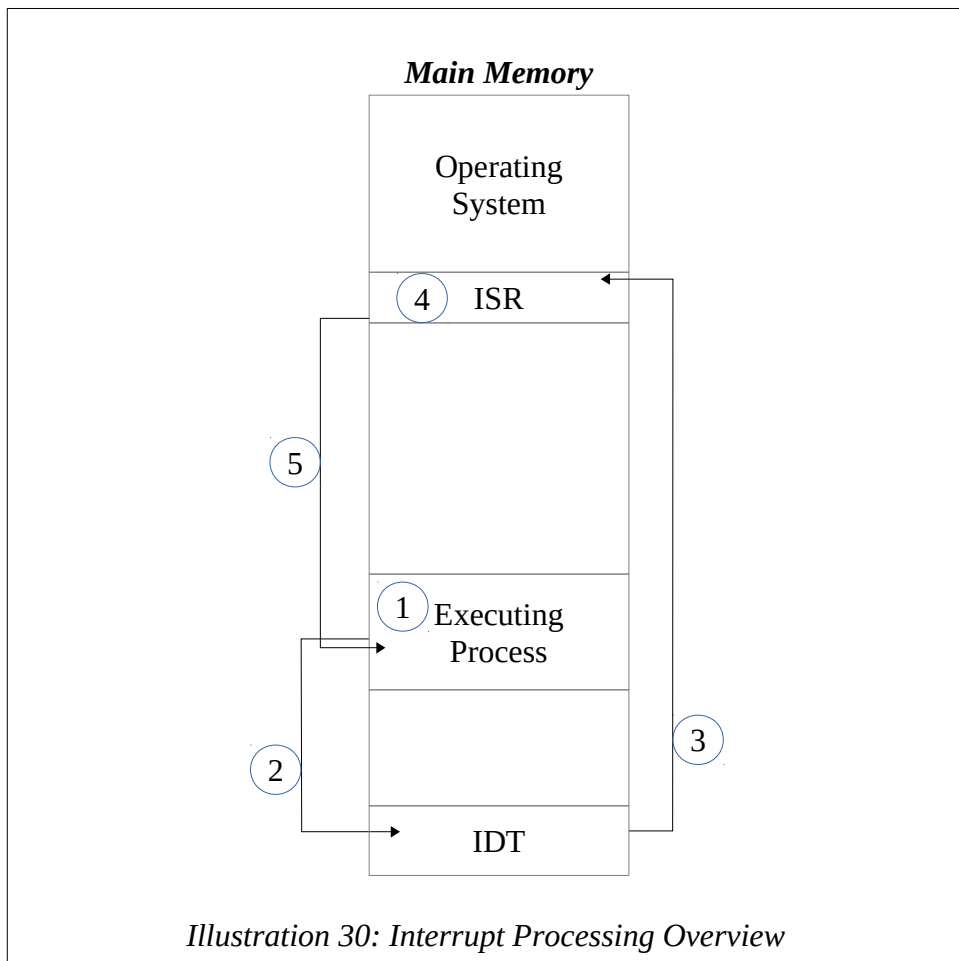 Main Memory
Operating
System
4
ISR
5
1
Executing
Process
3
2
IDT
Illustration 30: Interrupt Processing Overview